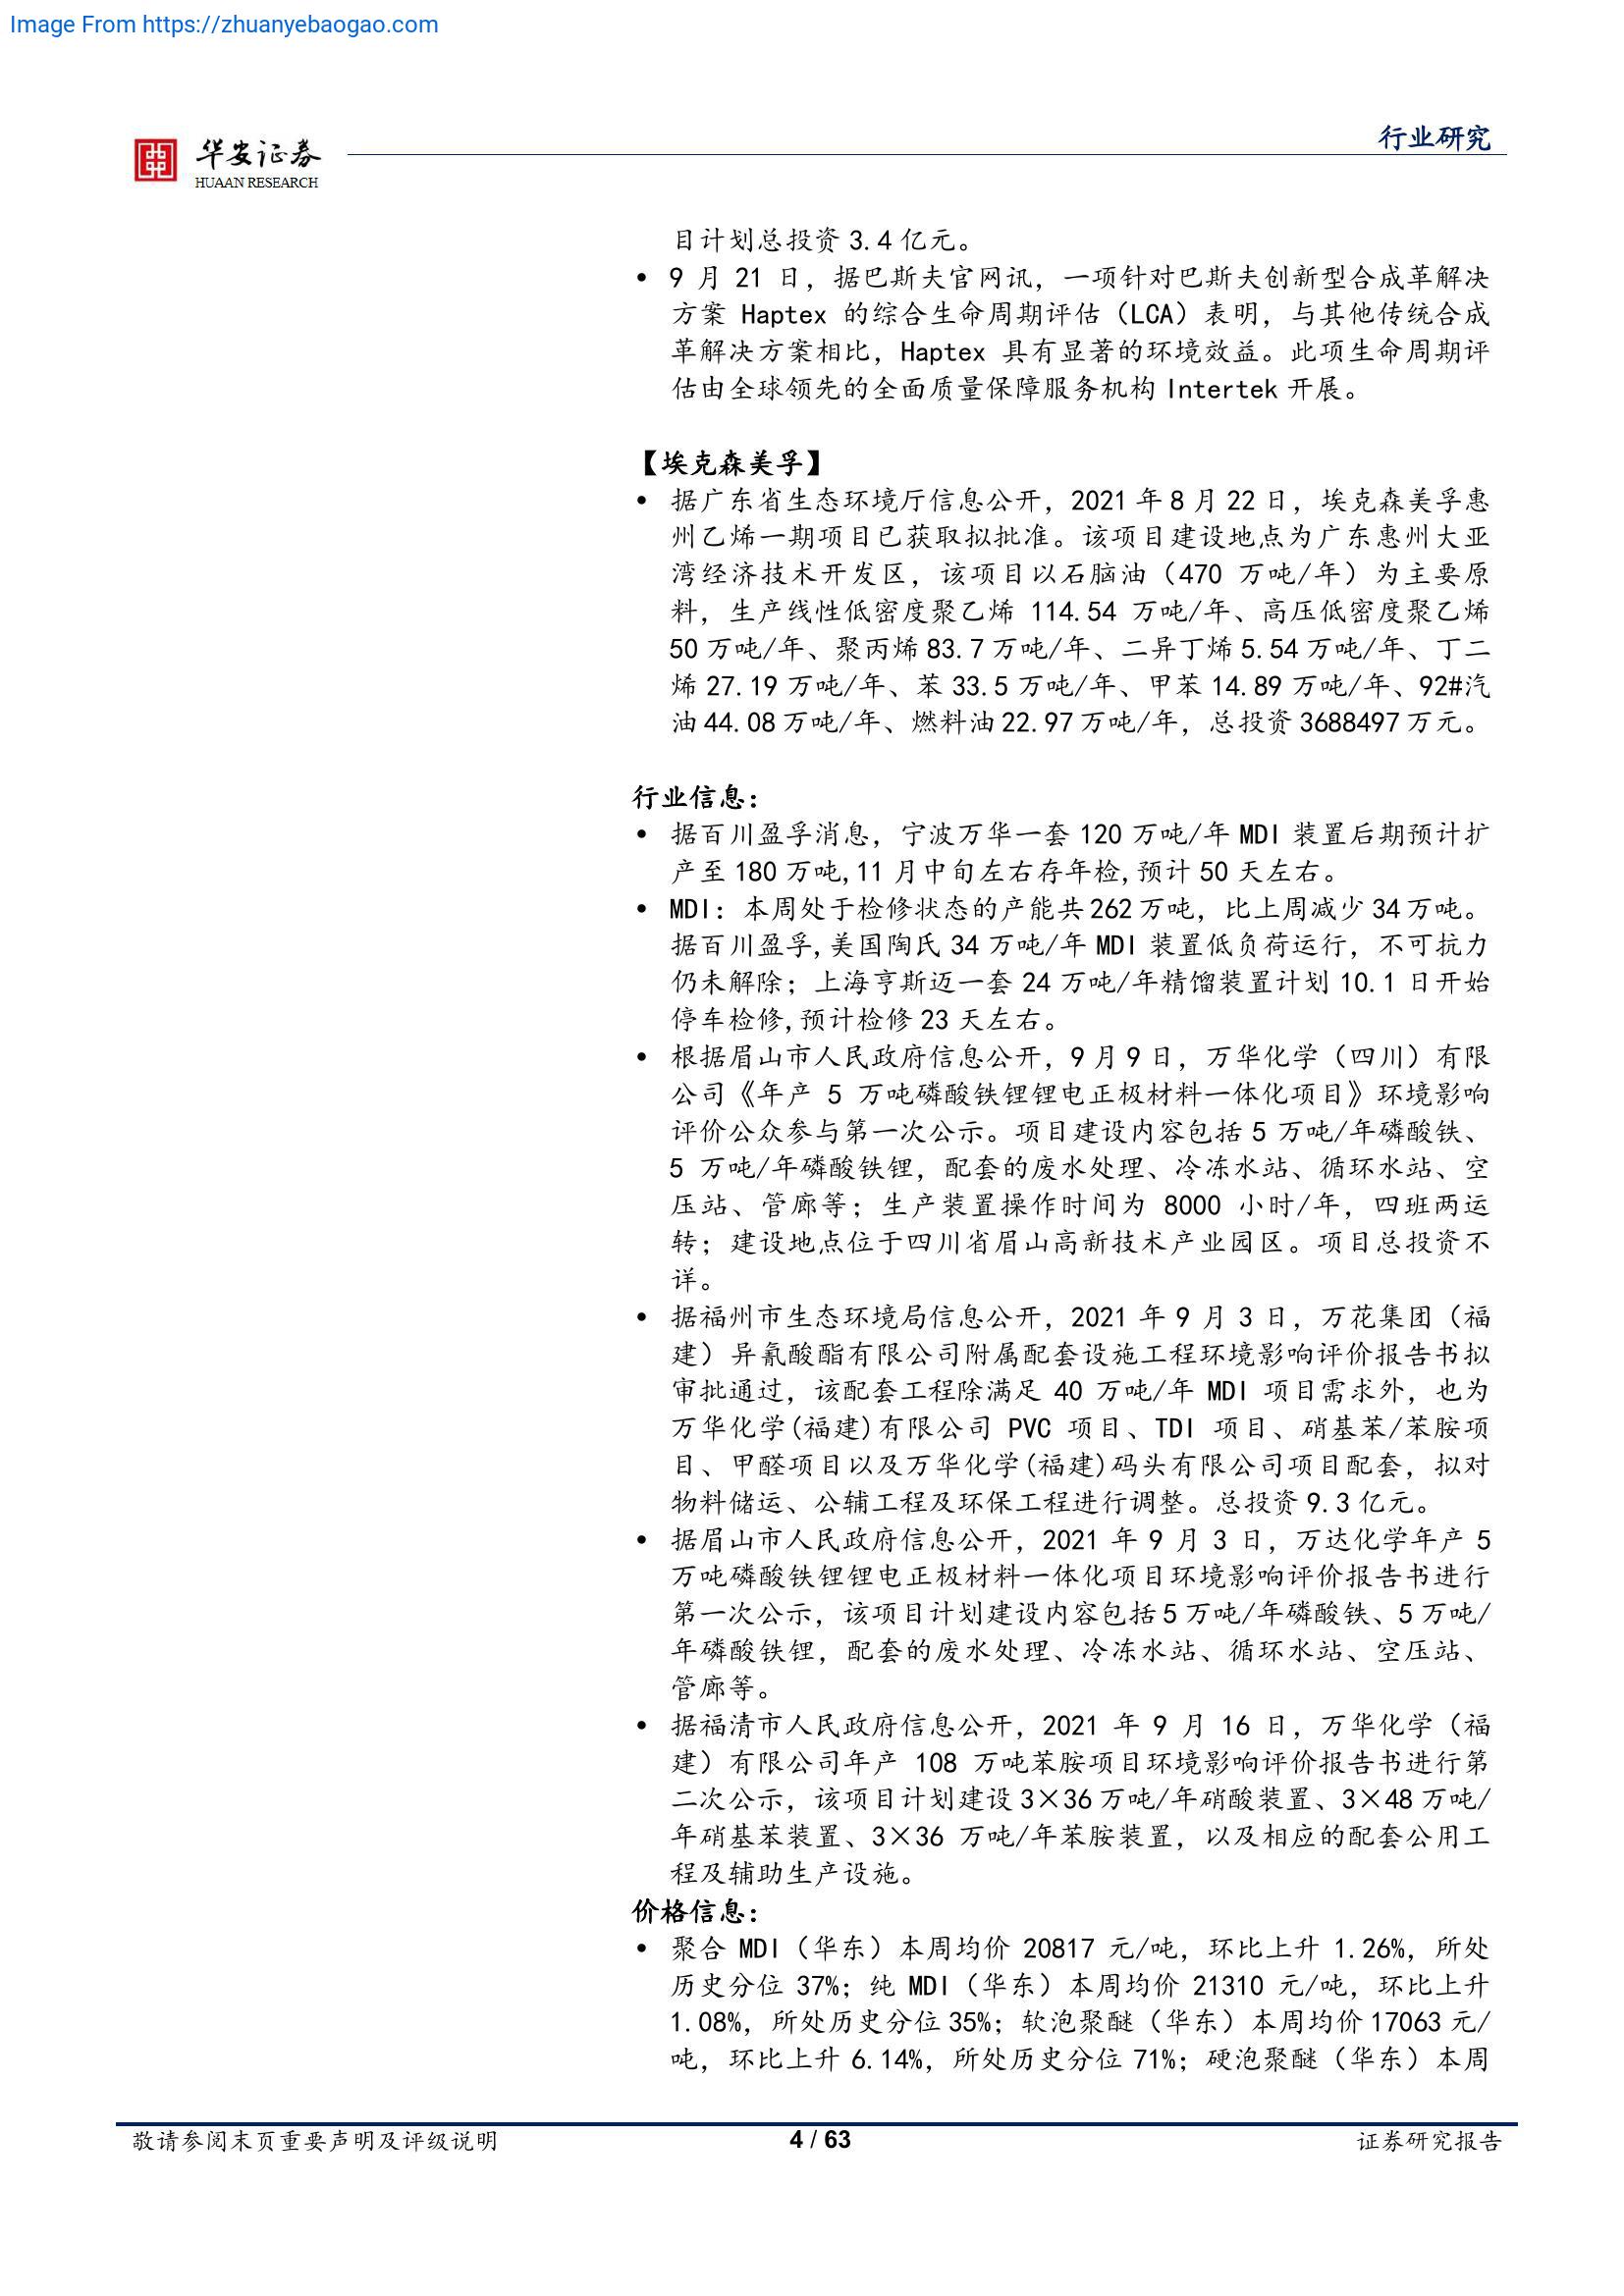 Image From https://zhuanyebaogao.com
华安证券
HUAAN RESEARCH
行业研究
目计划总投资 3.4 亿元。
• 9 月 21 日，据巴斯夫官网讯，一项针对巴斯夫创新型合成革解决
方案 Haptex 的综合生命周期评估（LCA）表明，与其他传统合成
革解决方案相比，Haptex 具有显著的环境效益。此项生命周期评
估由全球领先的全面质量保障服务机构 Intertek 开展。
【埃克森美孚】
• 据广东省生态环境厅信息公开，2021 年 8 月 22 日，埃克森美孚惠
州乙烯一期项目已获取拟批准。该项目建设地点为广东惠州大亚
湾经济技术开发区，该项目以石脑油（470 万吨/年）为主要原
料，生产线性低密度聚乙烯 114.54 万吨/年、高压低密度聚乙烯
50 万吨/年、聚丙烯 83.7 万吨/年、二异丁烯 5.54 万吨/年、丁二
烯 27.19 万吨/年、苯 33.5 万吨/年、甲苯 14.89 万吨/年、92#汽
油 44.08 万吨/年、燃料油 22.97 万吨/年，总投资 3688497 万元。
行业信息：
• 据百川盈孚消息，宁波万华一套 120 万吨/年 MDI 装置后期预计扩
产至 180 万吨,11 月中旬左右存年检,预计 50 天左右。
• MDI：本周处于检修状态的产能共 262 万吨，比上周减少 34 万吨。
据百川盈孚,美国陶氏 34 万吨/年 MDI 装置低负荷运行，不可抗力
仍未解除；上海亨斯迈一套 24 万吨/年精馏装置计划 10.1 日开始
停车检修,预计检修 23 天左右。
• 根据眉山市人民政府信息公开，9 月 9 日，万华化学（四川）有限
公司《年产 5 万吨磷酸铁锂锂电正极材料一体化项目》环境影响
评价公众参与第一次公示。项目建设内容包括 5 万吨/年磷酸铁、
5 万吨/年磷酸铁锂，配套的废水处理、冷冻水站、循环水站、空
压站、管廊等；生产装置操作时间为 8000 小时/年，四班两运
转；建设地点位于四川省眉山高新技术产业园区。项目总投资不
详。
• 据福州市生态环境局信息公开，2021 年 9 月 3 日，万花集团（福
建）异氰酸酯有限公司附属配套设施工程环境影响评价报告书拟
审批通过，该配套工程除满足 40 万吨/年 MDI 项目需求外，也为
万华化学(福建)有限公司 PVC 项目、TDI 项目、硝基苯/苯胺项
目、甲醛项目以及万华化学(福建)码头有限公司项目配套，拟对
物料储运、公辅工程及环保工程进行调整。总投资 9.3 亿元。
• 据眉山市人民政府信息公开，2021 年 9 月 3 日，万达化学年产 5
万吨磷酸铁锂锂电正极材料一体化项目环境影响评价报告书进行
第一次公示，该项目计划建设内容包括 5 万吨/年磷酸铁、5 万吨/
年磷酸铁锂，配套的废水处理、冷冻水站、循环水站、空压站、
管廊等。
• 据福清市人民政府信息公开，2021 年 9 月 16 日，万华化学（福
建）有限公司年产 108 万吨苯胺项目环境影响评价报告书进行第
二次公示，该项目计划建设 3×36 万吨/年硝酸装置、3×48 万吨/
年硝基苯装置、3×36 万吨/年苯胺装置，以及相应的配套公用工
程及辅助生产设施。
价格信息：
• 聚合 MDI（华东）本周均价 20817 元/吨，环比上升 1.26%，所处
历史分位 37%；纯 MDI（华东）本周均价 21310 元/吨，环比上升
1.08%，所处历史分位 35%；软泡聚醚（华东）本周均价 17063 元/
吨，环比上升 6.14%，所处历史分位 71%；硬泡聚醚（华东）本周
敬请参阅末页重要声明及评级说明
4 / 63
证券研究报告